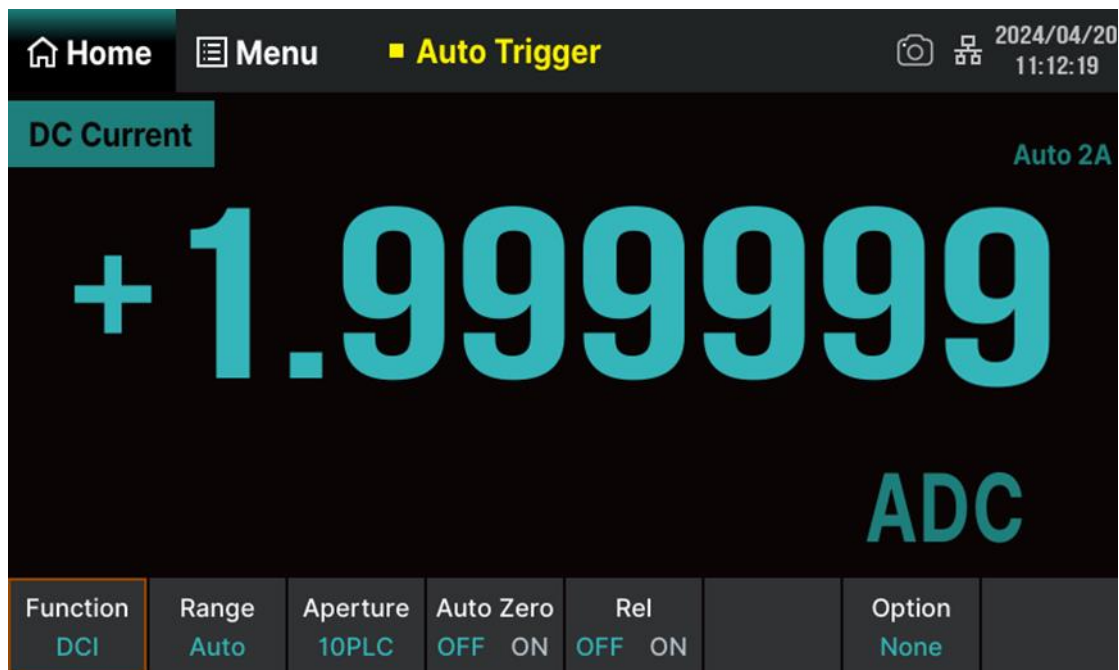 Home Menu Auto Trigger 2024/04/20
11:12:19
DC Current
Auto 2A
+1.999999
ADC
Function Range Aperture Auto Zero Rel Option
DCI Auto 10PLC OFF ON OFF ON None